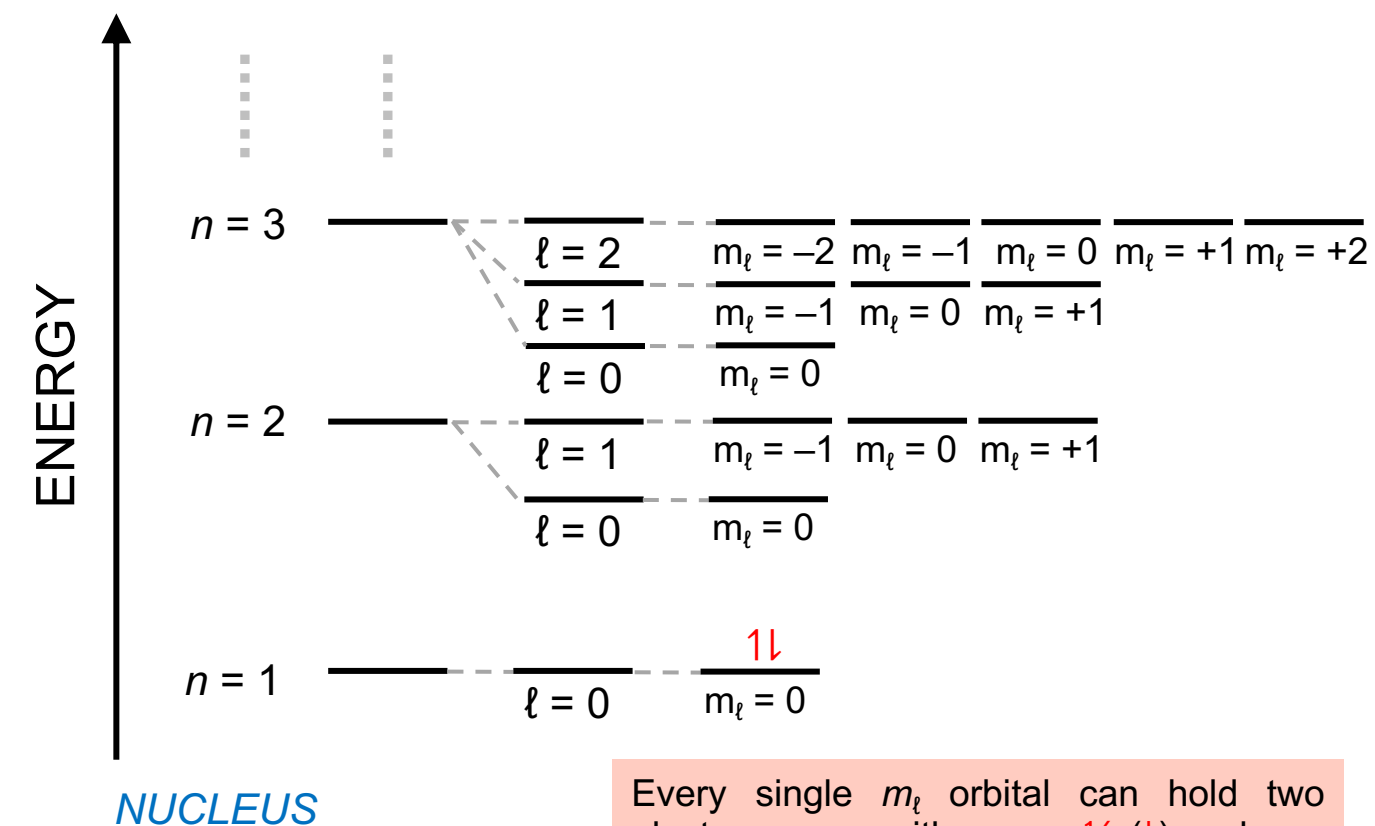 ENERGY
n = 3
ℓ = 2
mℓ = –2 mℓ = –1 mℓ = 0 mℓ = +1 mℓ = +2
ℓ = 1
mℓ = –1 mℓ = 0 mℓ = +1
ℓ = 0
mℓ = 0
n = 2
ℓ = 1
mℓ = –1 mℓ = 0 mℓ = +1
ℓ = 0
mℓ = 0
n = 1
ℓ = 0
↿⇂
mℓ = 0
NUCLEUS
Every single mℓ orbital can hold two